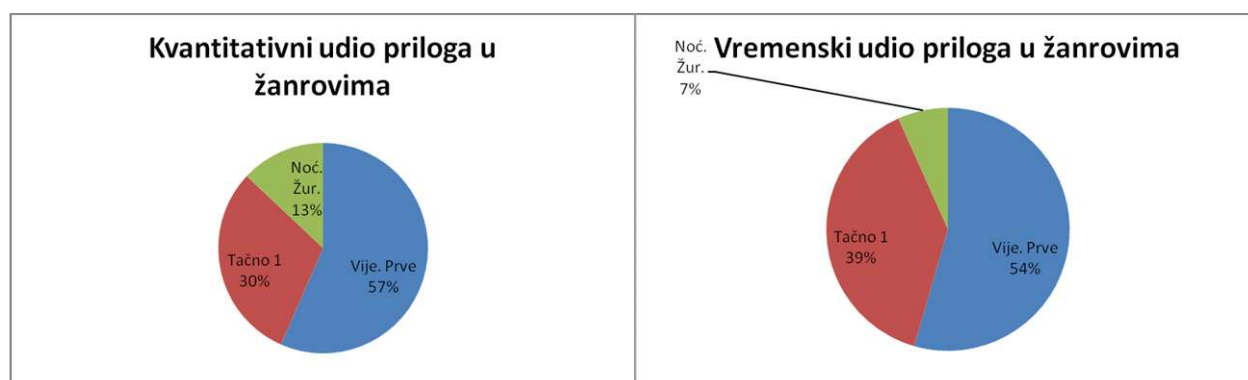 Kvantitativni udio priloga u
žanrovima
Noć.
Žur.
13%
Tačno 1
30%
Vije. Prve
57%
Vremenski udio priloga u žanrovima
Noć.
Žur.
7%
Tačno 1
39%
Vije. Prve
54%